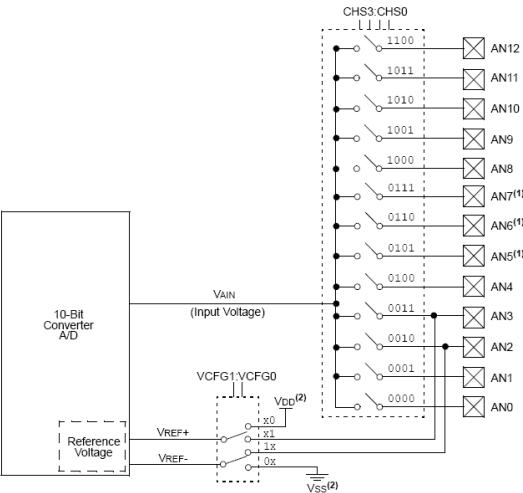 CHS3:CHS0
1100 AN12
1011 AN11
1010 AN10
1001 AN9
1000 AN8
0111 AN7(1)
0110 AN6(1)
0101 AN5(1)
0100 AN4
VAIN
(Input Voltage)
0011 AN3
10-Bit
Converter
A/D
0010 AN2
0001 AN1
0000 AN0
VCFG1:VCFG0
VDD(2)
x0
Reference
Voltage
VREF+
x1
1x
VREF-
0x
VSS(2)